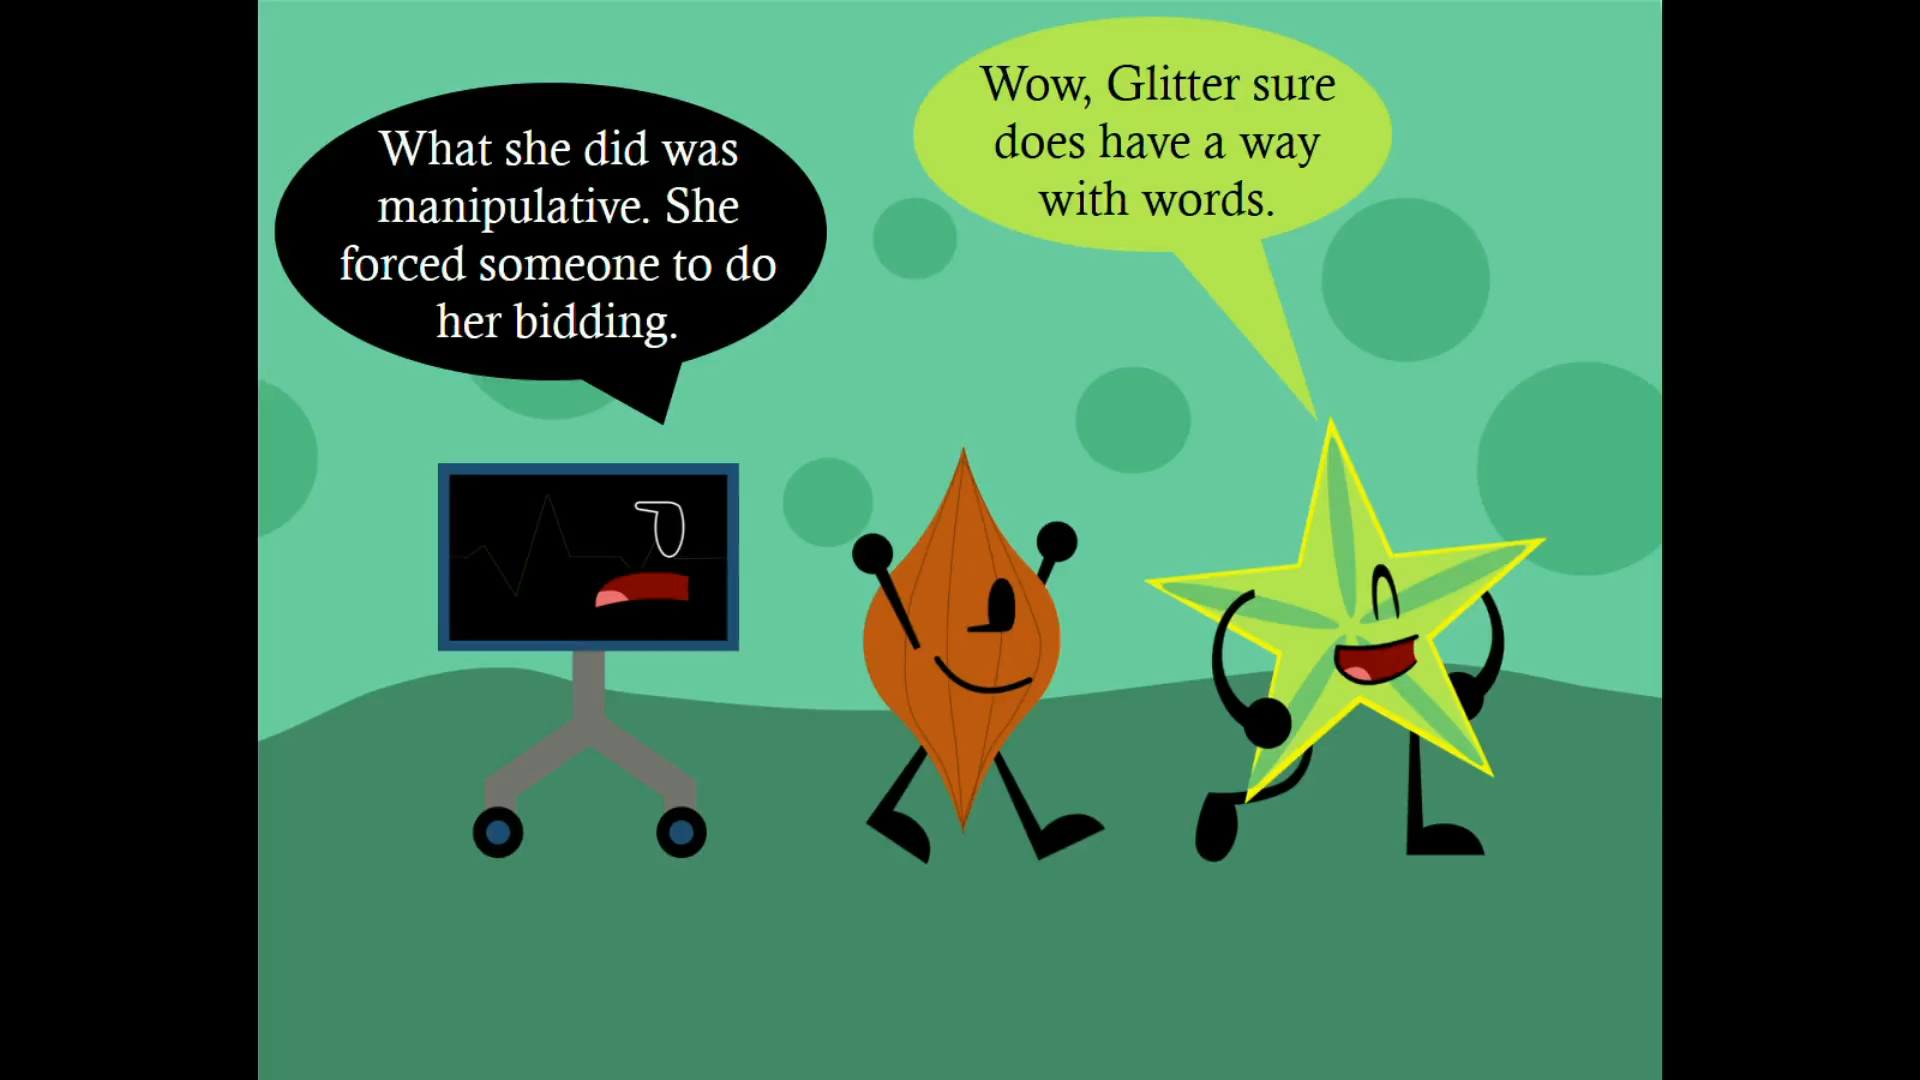 What she did was
manipulative. She
forced someone to do
her bidding.
Wow, Glitter sure
does have a way
with words.